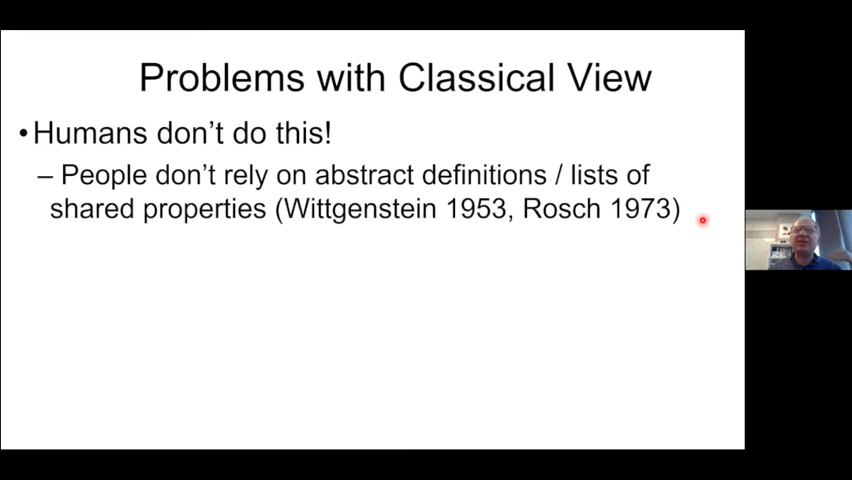 Problems with Classical View
•Humans don’t do this!
– People don’t rely on abstract definitions / lists of
shared properties (Wittgenstein 1953, Rosch 1973)